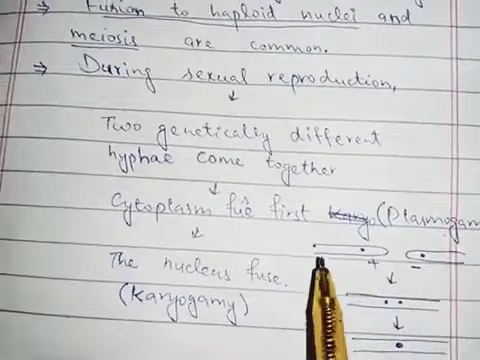 ⇒ Fusion to haploid nuclei and
meiosis are common.
⇒ During sexual reproduction,
↓
Two genetically different
hyphae come together
↓
Cytoplasm fuse first (Plasmogam
↓
The nucleus fuse.
(Karyogamy)
+ -